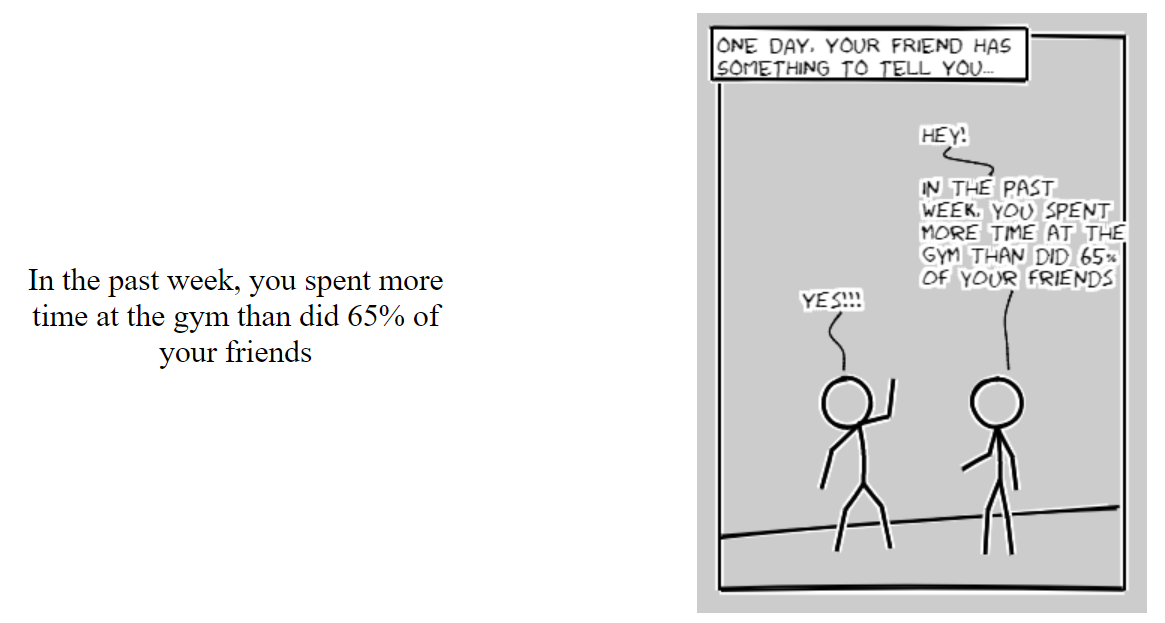 In the past week, you spent more
time at the gym than did 65% of
your friends
ONE DAY, YOUR FRIEND HAS
SOMETHING TO TELL YOU...
HEY!
IN THE PAST
WEEK, YOU SPENT
MORE TIME AT THE
GYM THAN DID 65%
OF YOUR FRIENDS
YES!!!